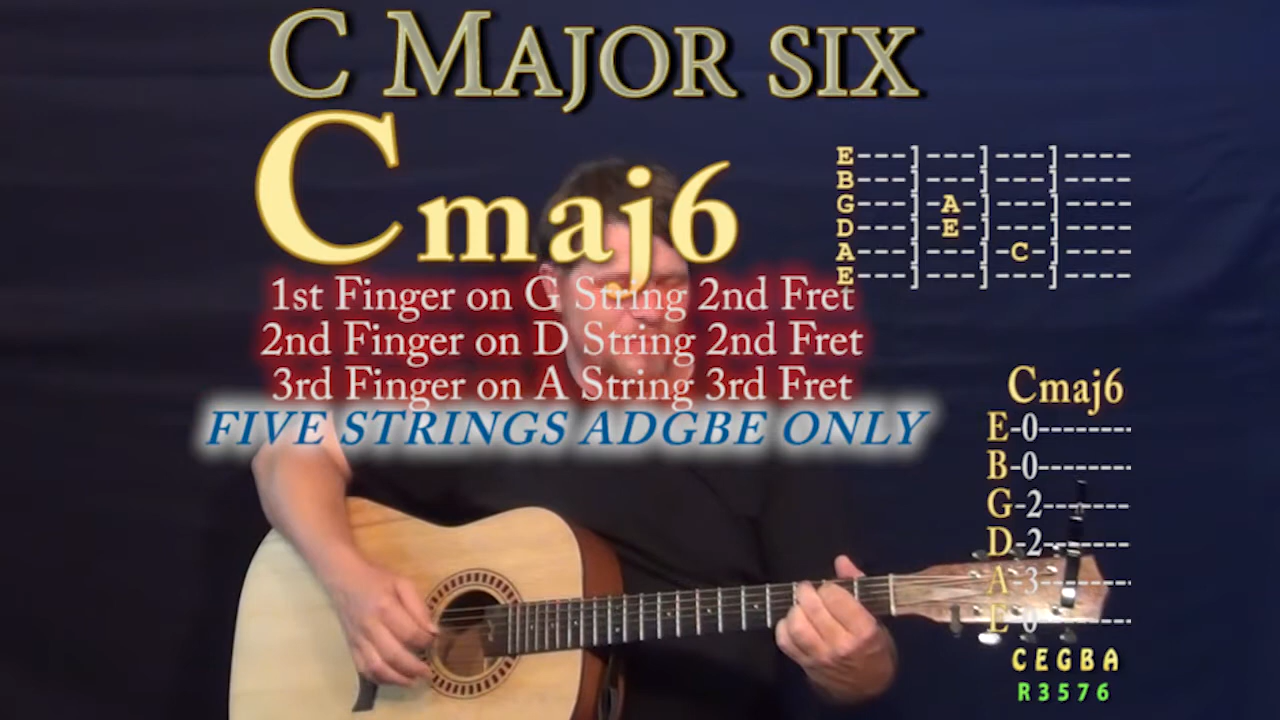 C MAJOR SIX
Cmaj6
1st Finger on G String 2nd Fret
2nd Finger on D String 2nd Fret
3rd Finger on A String 3rd Fret
FIVE STRINGS ADGBE ONLY
E---]---]---]----
B---]---]---]----
G---]-A-]---]----
D---]-E-]---]----
A---]---]-C-]----
E---]---]---]----
Cmaj6
E-0-------
B-0-------
G-2-------
D-2-------
A-3-------
E-0-------
C E G B A
R 3 5 7 6